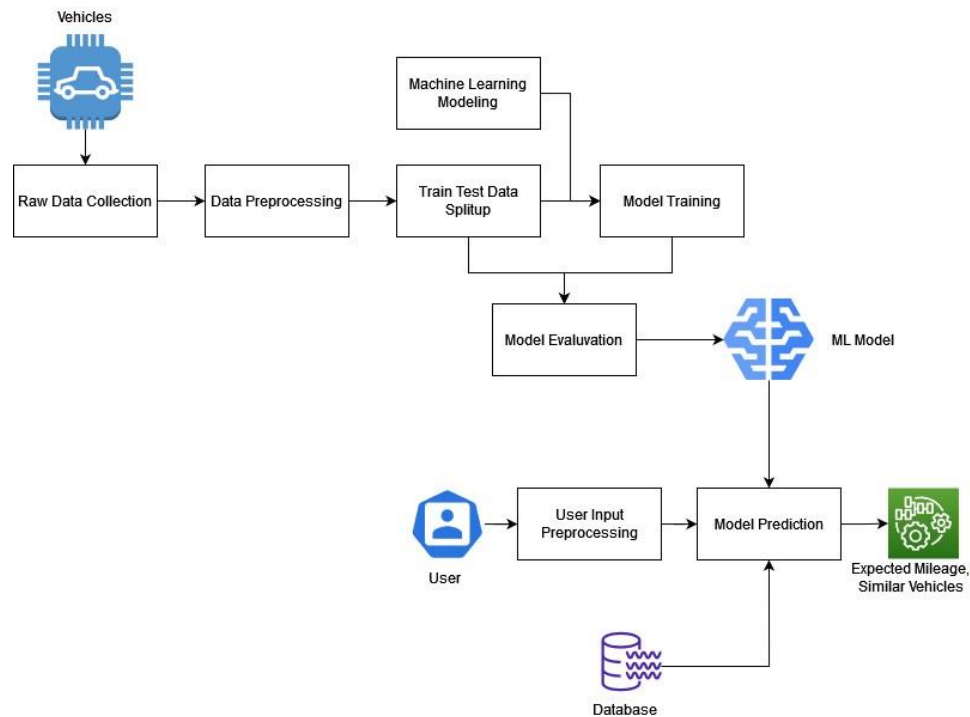 Vehicles
Machine Learning
Modeling
Raw Data Collection
Data Preprocessing
Train Test Data
Splitup
Model Training
Model Evaluvation
ML Model
User Input
Preprocessing
Model Prediction
User
Expected Mileage,
Similar Vehicles
Database